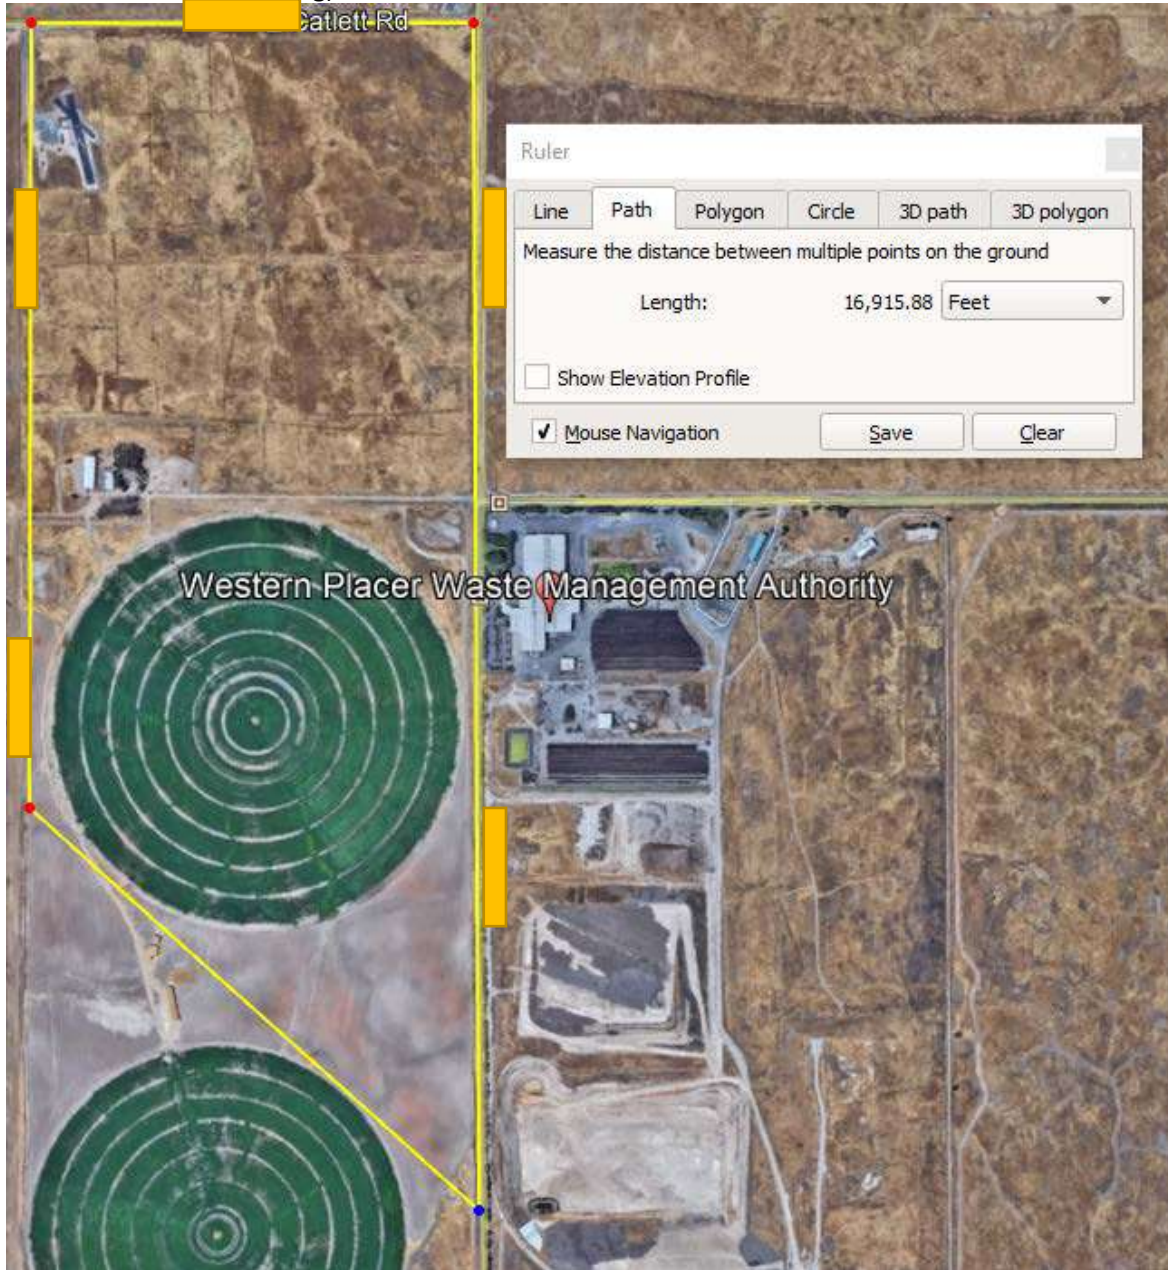 Catlett Rd
Ruler
Line Path Polygon Circle 3D path 3D polygon
Measure the distance between multiple points on the ground
Length: 16,915.88 Feet
Show Elevation Profile
Mouse Navigation Save Clear
Western Placer Waste Management Authority